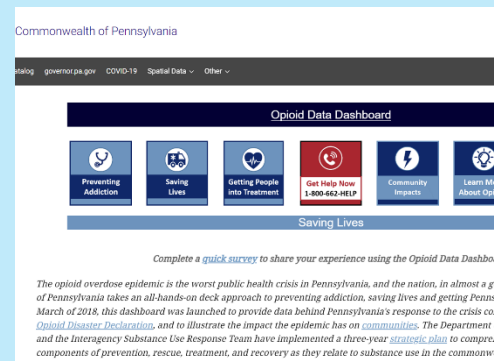 Commonwealth of Pennsylvania
governor.pa.gov COVID-19 Spatial Data Other
Opioid Data Dashboard
Preventing Addiction
Saving Lives
Getting People into Treatment
Get Help Now 1-800-662-HELP
Community Impacts
Learn About Opi
Saving Lives
Complete a quick survey to share your experience using the Opioid Data
The opioid overdose epidemic is the worst public health crisis in Pennsylvania, and the nation, in almost a
of Pennsylvania takes an all-hands-on deck approach to preventing addiction, saving lives and getting
March of 2018, this dashboard was launched to provide data behind Pennsylvania's response to the crisis
Opioid Disaster Declaration, and to illustrate the impact the epidemic has on communities. The Department
and the Interagency Substance Use Response Team have implemented a three-year strategic plan to
components of prevention, rescue, treatment, and recovery as they relate to substance use in the